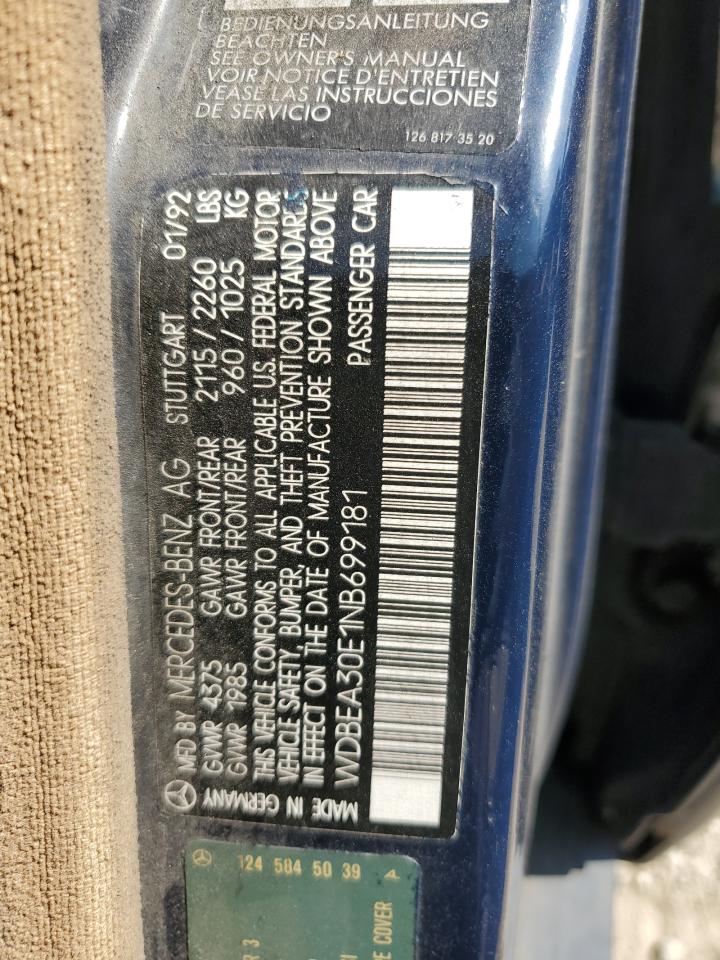 BEDIENUNGSANLEITUNG
BEACHTEN
SEE OWNER'S MANUAL
VOIR NOTICE D'ENTRETIEN
VEASE LAS INSTRUCCIONES
DE SERVICIO
126 817 35 20
MFD BY MERCEDES-BENZ AG STUTTGART 01/92
GVWR 4375 GAWR FRONT/REAR 2115 / 2260 LBS
GVWR 1985 GAWR FRONT/REAR 960 / 1025 KG
THIS VEHICLE CONFORMS TO ALL APPLICABLE U.S. FEDERAL MOTOR
VEHICLE SAFETY, BUMPER, AND THEFT PREVENTION STANDARDS
IN EFFECT ON THE DATE OF MANUFACTURE SHOWN ABOVE
WDBEA30E1NB699181 PASSENGER CAR
MADE IN GERMANY
124 584 50 39 A
E COVER
R 3